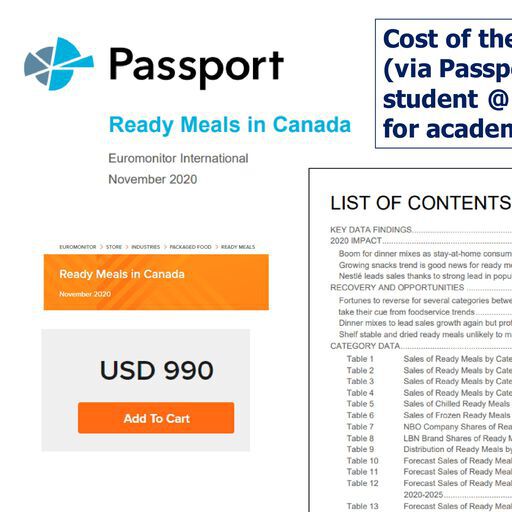 Passport
Ready Meals in Canada
Euromonitor International
November 2020
EUROMONITOR > STORE > INDUSTRIES > PACKAGED FOOD > READY MEALS
Ready Meals in Canada
November 2020
USD 990
Add To Cart
Cost of the
(via Passp
student @
for academ
LIST OF CONTENTS
KEY DATA FINDINGS
2020 IMPACT
Boom for dinner mixes as stay-at-home consum
Growing snacks trend is good news for ready m
Nestlé leads sales thanks to strong lead in popu
RECOVERY AND OPPORTUNITIES
Fortunes to reverse for several categories betwe
take their cue from foodservice trends
Dinner mixes to lead sales growth again but prof
Shelf stable and dried ready meals unlikely to m
CATEGORY DATA
Table 1 Sales of Ready Meals by Cate
Table 2 Sales of Ready Meals by Cate
Table 3 Sales of Ready Meals by Cate
Table 4 Sales of Ready Meals by Cate
Table 5 Sales of Chilled Ready Meals
Table 6 Sales of Frozen Ready Meals
Table 7 NBO Company Shares of Rea
Table 8 LBN Brand Shares of Ready M
Table 9 Distribution of Ready Meals by
Table 10 Forecast Sales of Ready Meal
Table 11 Forecast Sales of Ready Meal
Table 12 Forecast Sales of Ready Meal
2020-2025
Table 13 Forecast Sales of Ready Meal